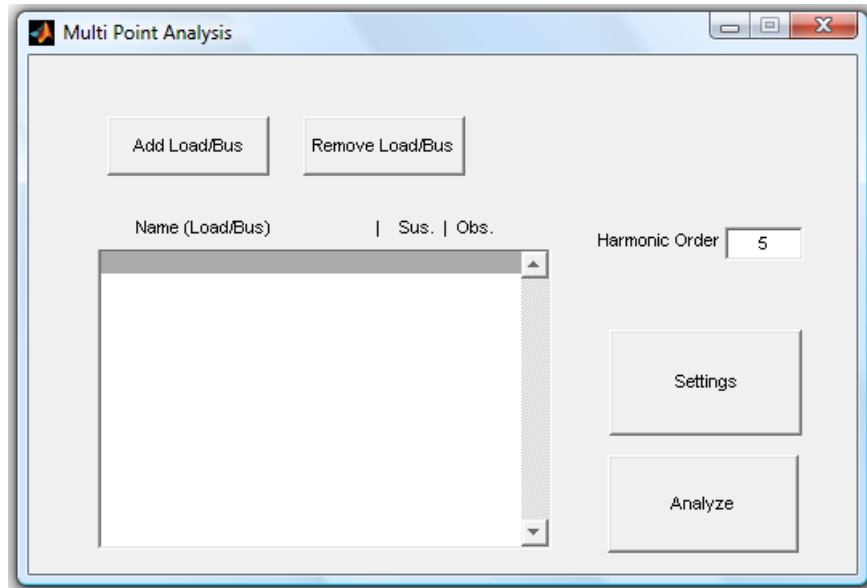 Multi Point Analysis
Add Load/Bus
Remove Load/Bus
Name (Load/Bus) | Sus. | Obs.
Harmonic Order 5
Settings
Analyze